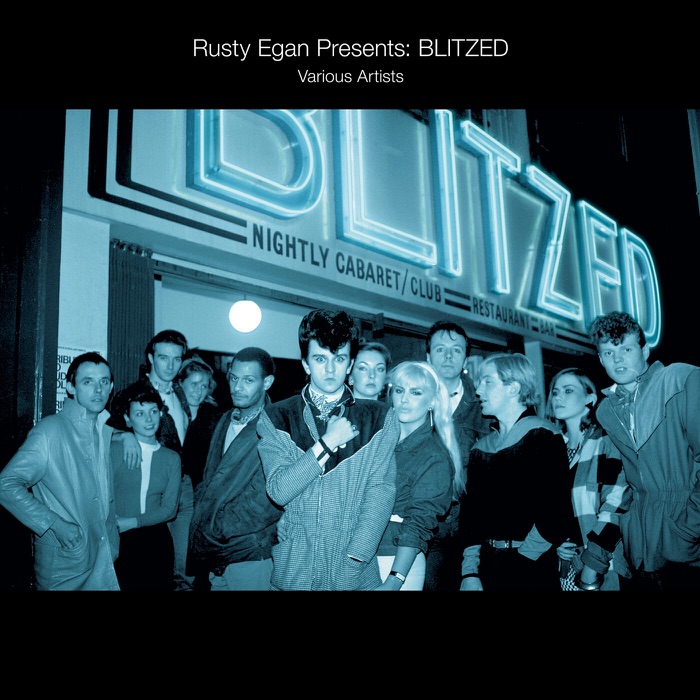 Rusty Egan Presents: BLITZED
Various Artists
BLITZED
NIGHTLY CABARET/CLUB
RESTAURANT BAR